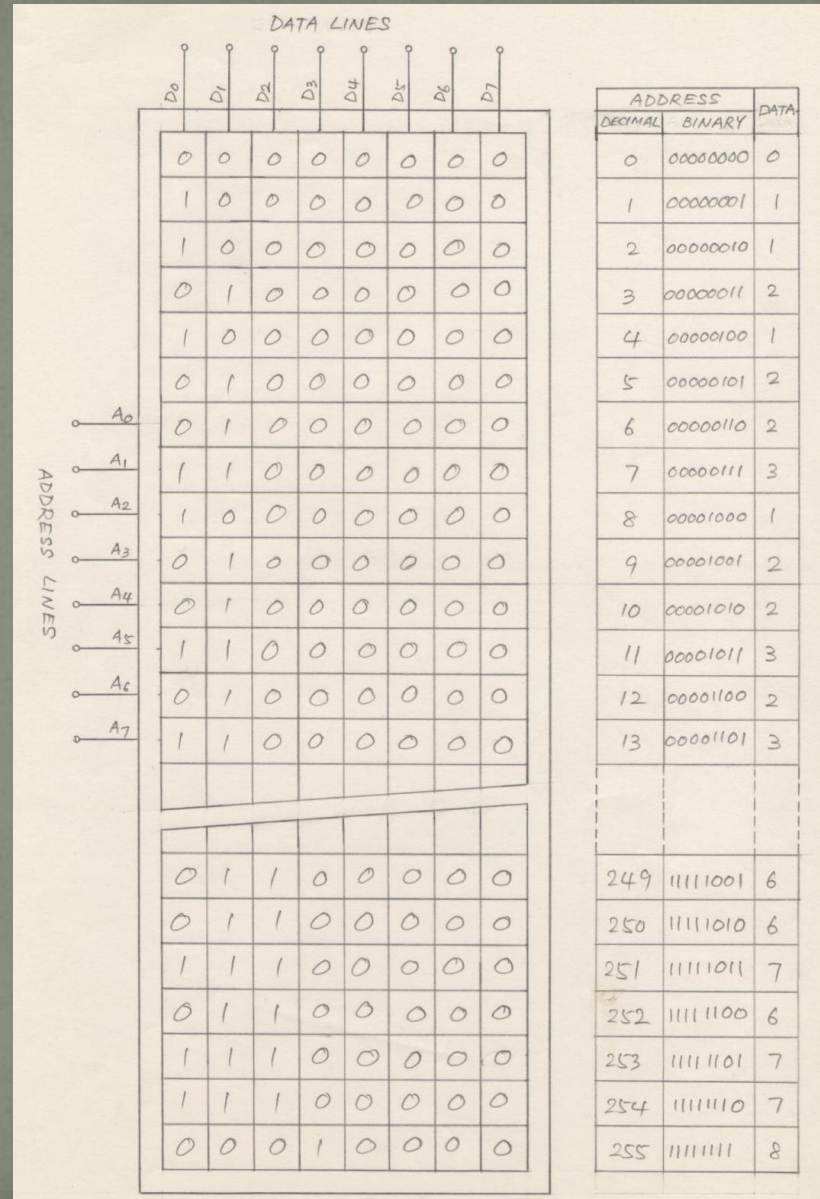 DATA LINES
D0 D1 D2 D3 D4 D5 D6 D7
ADDRESS DATA
DECIMAL BINARY
0 0 0 0 0 0 0 0 0 00000000 0
1 0 0 0 0 0 0 0 1 00000001 1
1 0 0 0 0 0 0 0 2 00000010 1
0 1 0 0 0 0 0 0 3 00000011 2
1 0 0 0 0 0 0 0 4 00000100 1
0 1 0 0 0 0 0 0 5 00000101 2
A0 0 1 0 0 0 0 0 0 6 00000110 2
A1 1 1 0 0 0 0 0 0 7 00000111 3
A2 1 0 0 0 0 0 0 0 8 00001000 1
A3 0 1 0 0 0 0 0 0 9 00001001 2
A4 0 1 0 0 0 0 0 0 10 00001010 2
A5 1 1 0 0 0 0 0 0 11 00001011 3
A6 0 1 0 0 0 0 0 0 12 00001100 2
A7 1 1 0 0 0 0 0 0 13 00001101 3
ADDRESS LINES
0 1 1 0 0 0 0 0 249 11111001 6
0 1 1 0 0 0 0 0 250 11111010 6
1 1 1 0 0 0 0 0 251 11111011 7
0 1 1 0 0 0 0 0 252 11111100 6
1 1 1 0 0 0 0 0 253 11111101 7
1 1 1 0 0 0 0 0 254 11111110 7
0 0 0 1 0 0 0 0 255 11111111 8